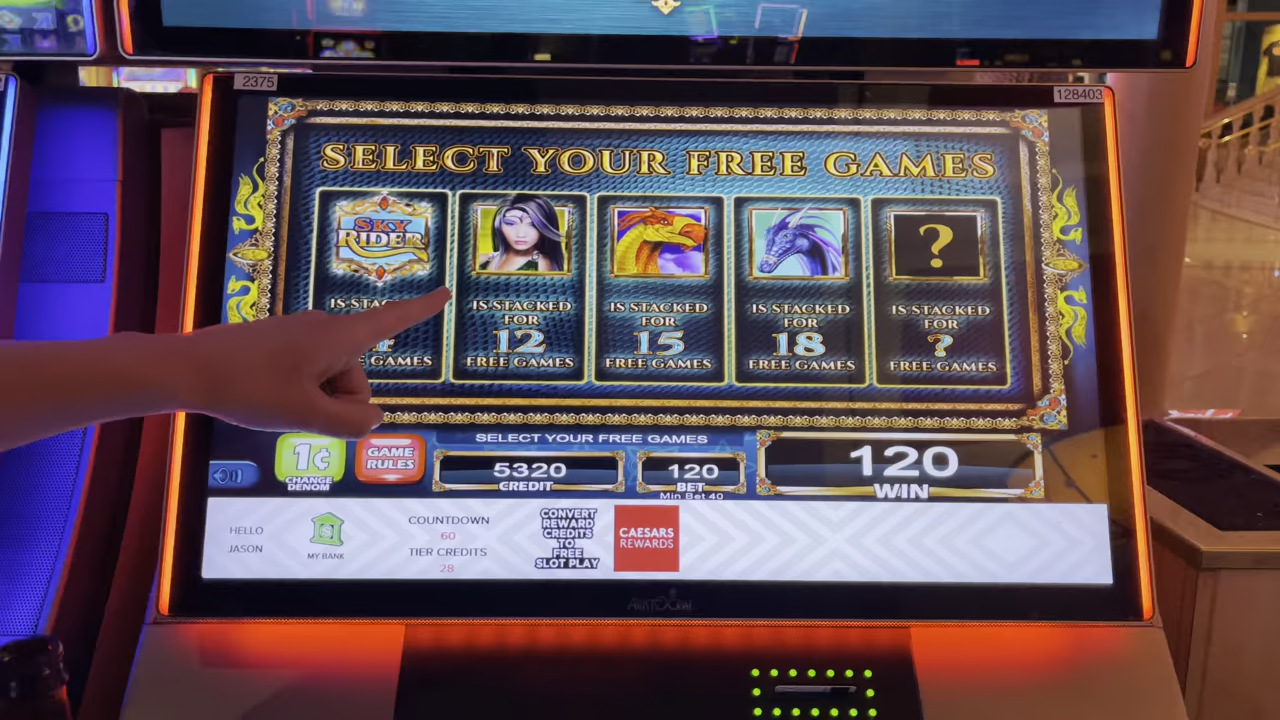 2375
128403
SELECT YOUR FREE GAMES
SKY
RIDER
GAMES
IS STACKED
FOR
12
FREE GAMES
IS STACKED
FOR
15
FREE GAMES
IS STACKED
FOR
18
FREE GAMES
?
IS STACKED
FOR
?
FREE GAMES
1¢
CHANGE
DENOM
GAME
RULES
SELECT YOUR FREE GAMES
5320
CREDIT
120
BET
Min Bet 40
120
WIN
HELLO
JASON
MY BANK
COUNTDOWN
60
TIER CREDITS
28
CONVERT
REWARD
CREDITS
TO
FREE
SLOT PLAY
CAESARS
REWARDS
ARISTOCRAT